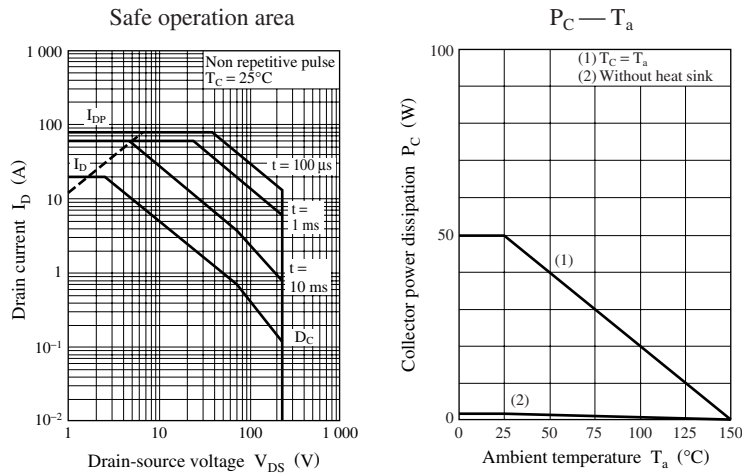 Safe operation area
1 000
100
10
1
10⁻¹
10⁻²
Drain current I_D (A)
Non repetitive pulse
T_C = 25°C
I_DP
I_D
t = 100 µs
t =
1 ms
t =
10 ms
D_C
1
10
100
1 000
Drain-source voltage V_DS (V)
P_C — T_a
100
50
0
Collector power dissipation P_C (W)
(1) T_C = T_a
(2) Without heat sink
(1)
(2)
0
25
50
75
100
125
150
Ambient temperature T_a (°C)